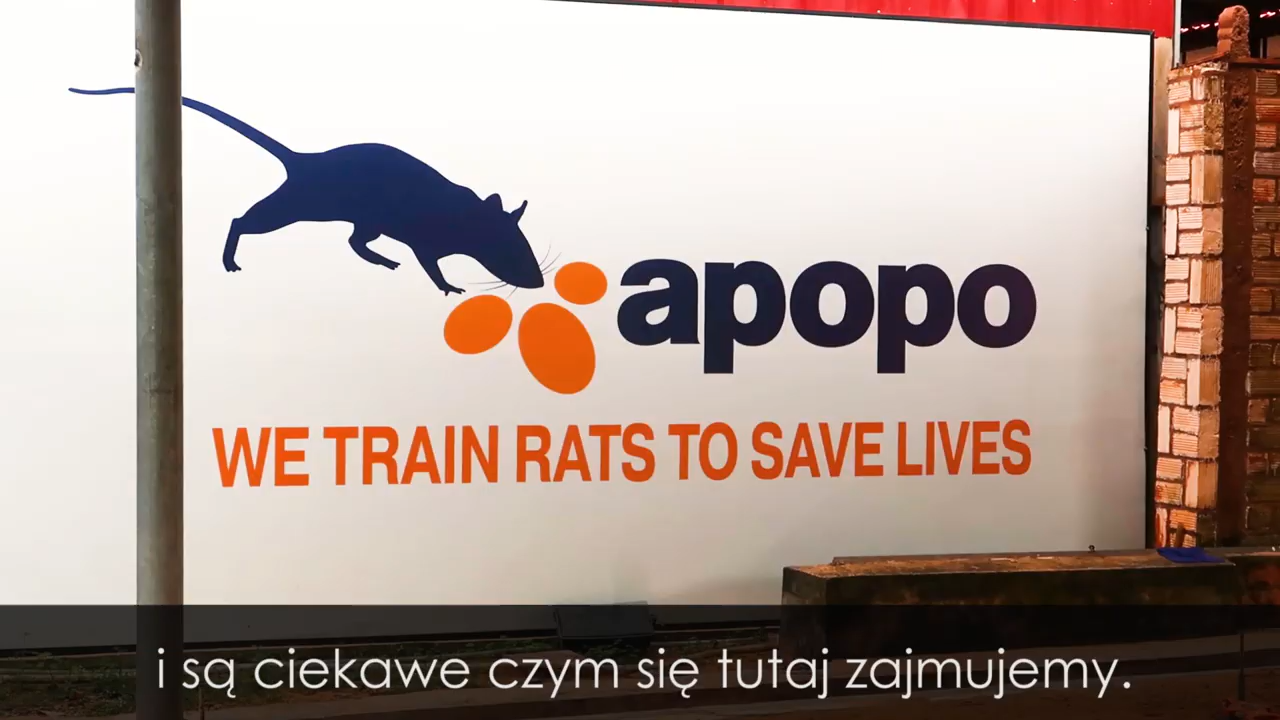 apopo
WE TRAIN RATS TO SAVE LIVES
i są ciekawe czym się tutaj zajmujemy.